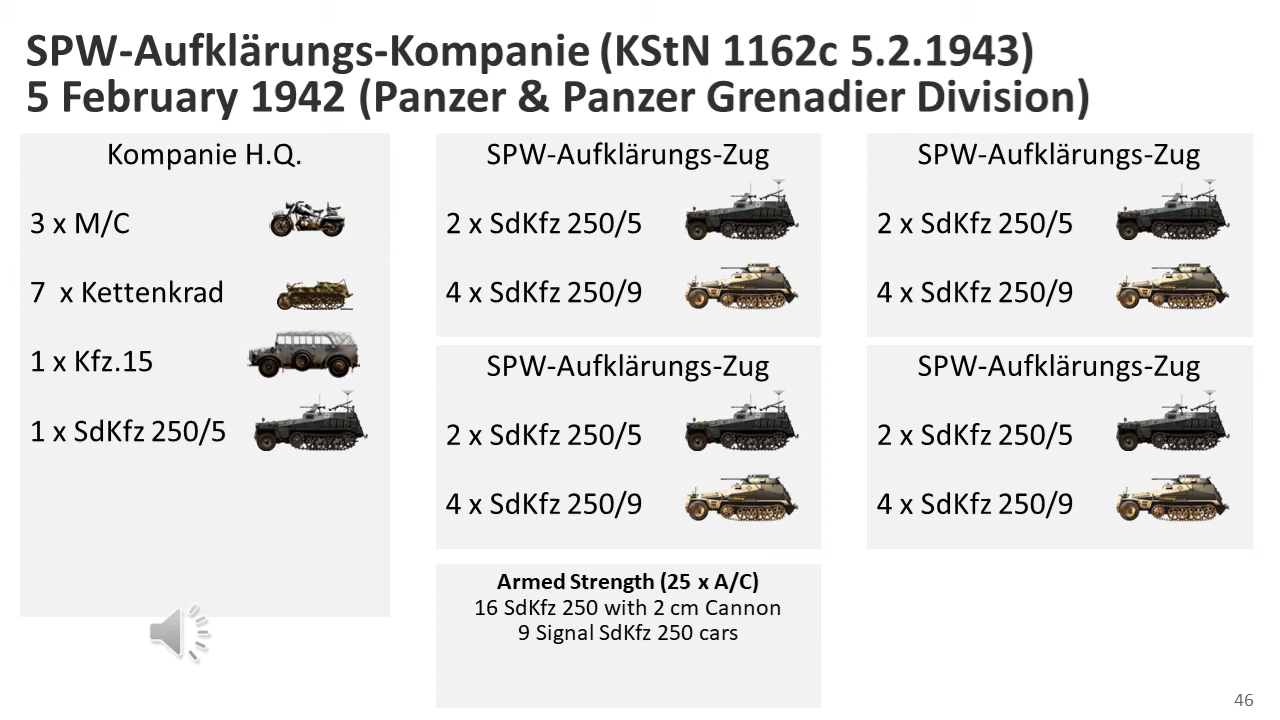 SPW-Aufklärungs-Kompanie (KStN 1162c 5.2.1943)
5 February 1942 (Panzer & Panzer Grenadier Division)
Kompanie H.Q.
3 x M/C
7  x Kettenkrad
1 x Kfz.15
1 x SdKfz 250/5
SPW-Aufklärungs-Zug
2 x SdKfz 250/5
4 x SdKfz 250/9
SPW-Aufklärungs-Zug
2 x SdKfz 250/5
4 x SdKfz 250/9
SPW-Aufklärungs-Zug
2 x SdKfz 250/5
4 x SdKfz 250/9
SPW-Aufklärungs-Zug
2 x SdKfz 250/5
4 x SdKfz 250/9
Armed Strength (25 x A/C)
16 SdKfz 250 with 2 cm Cannon
9 Signal SdKfz 250 cars
46